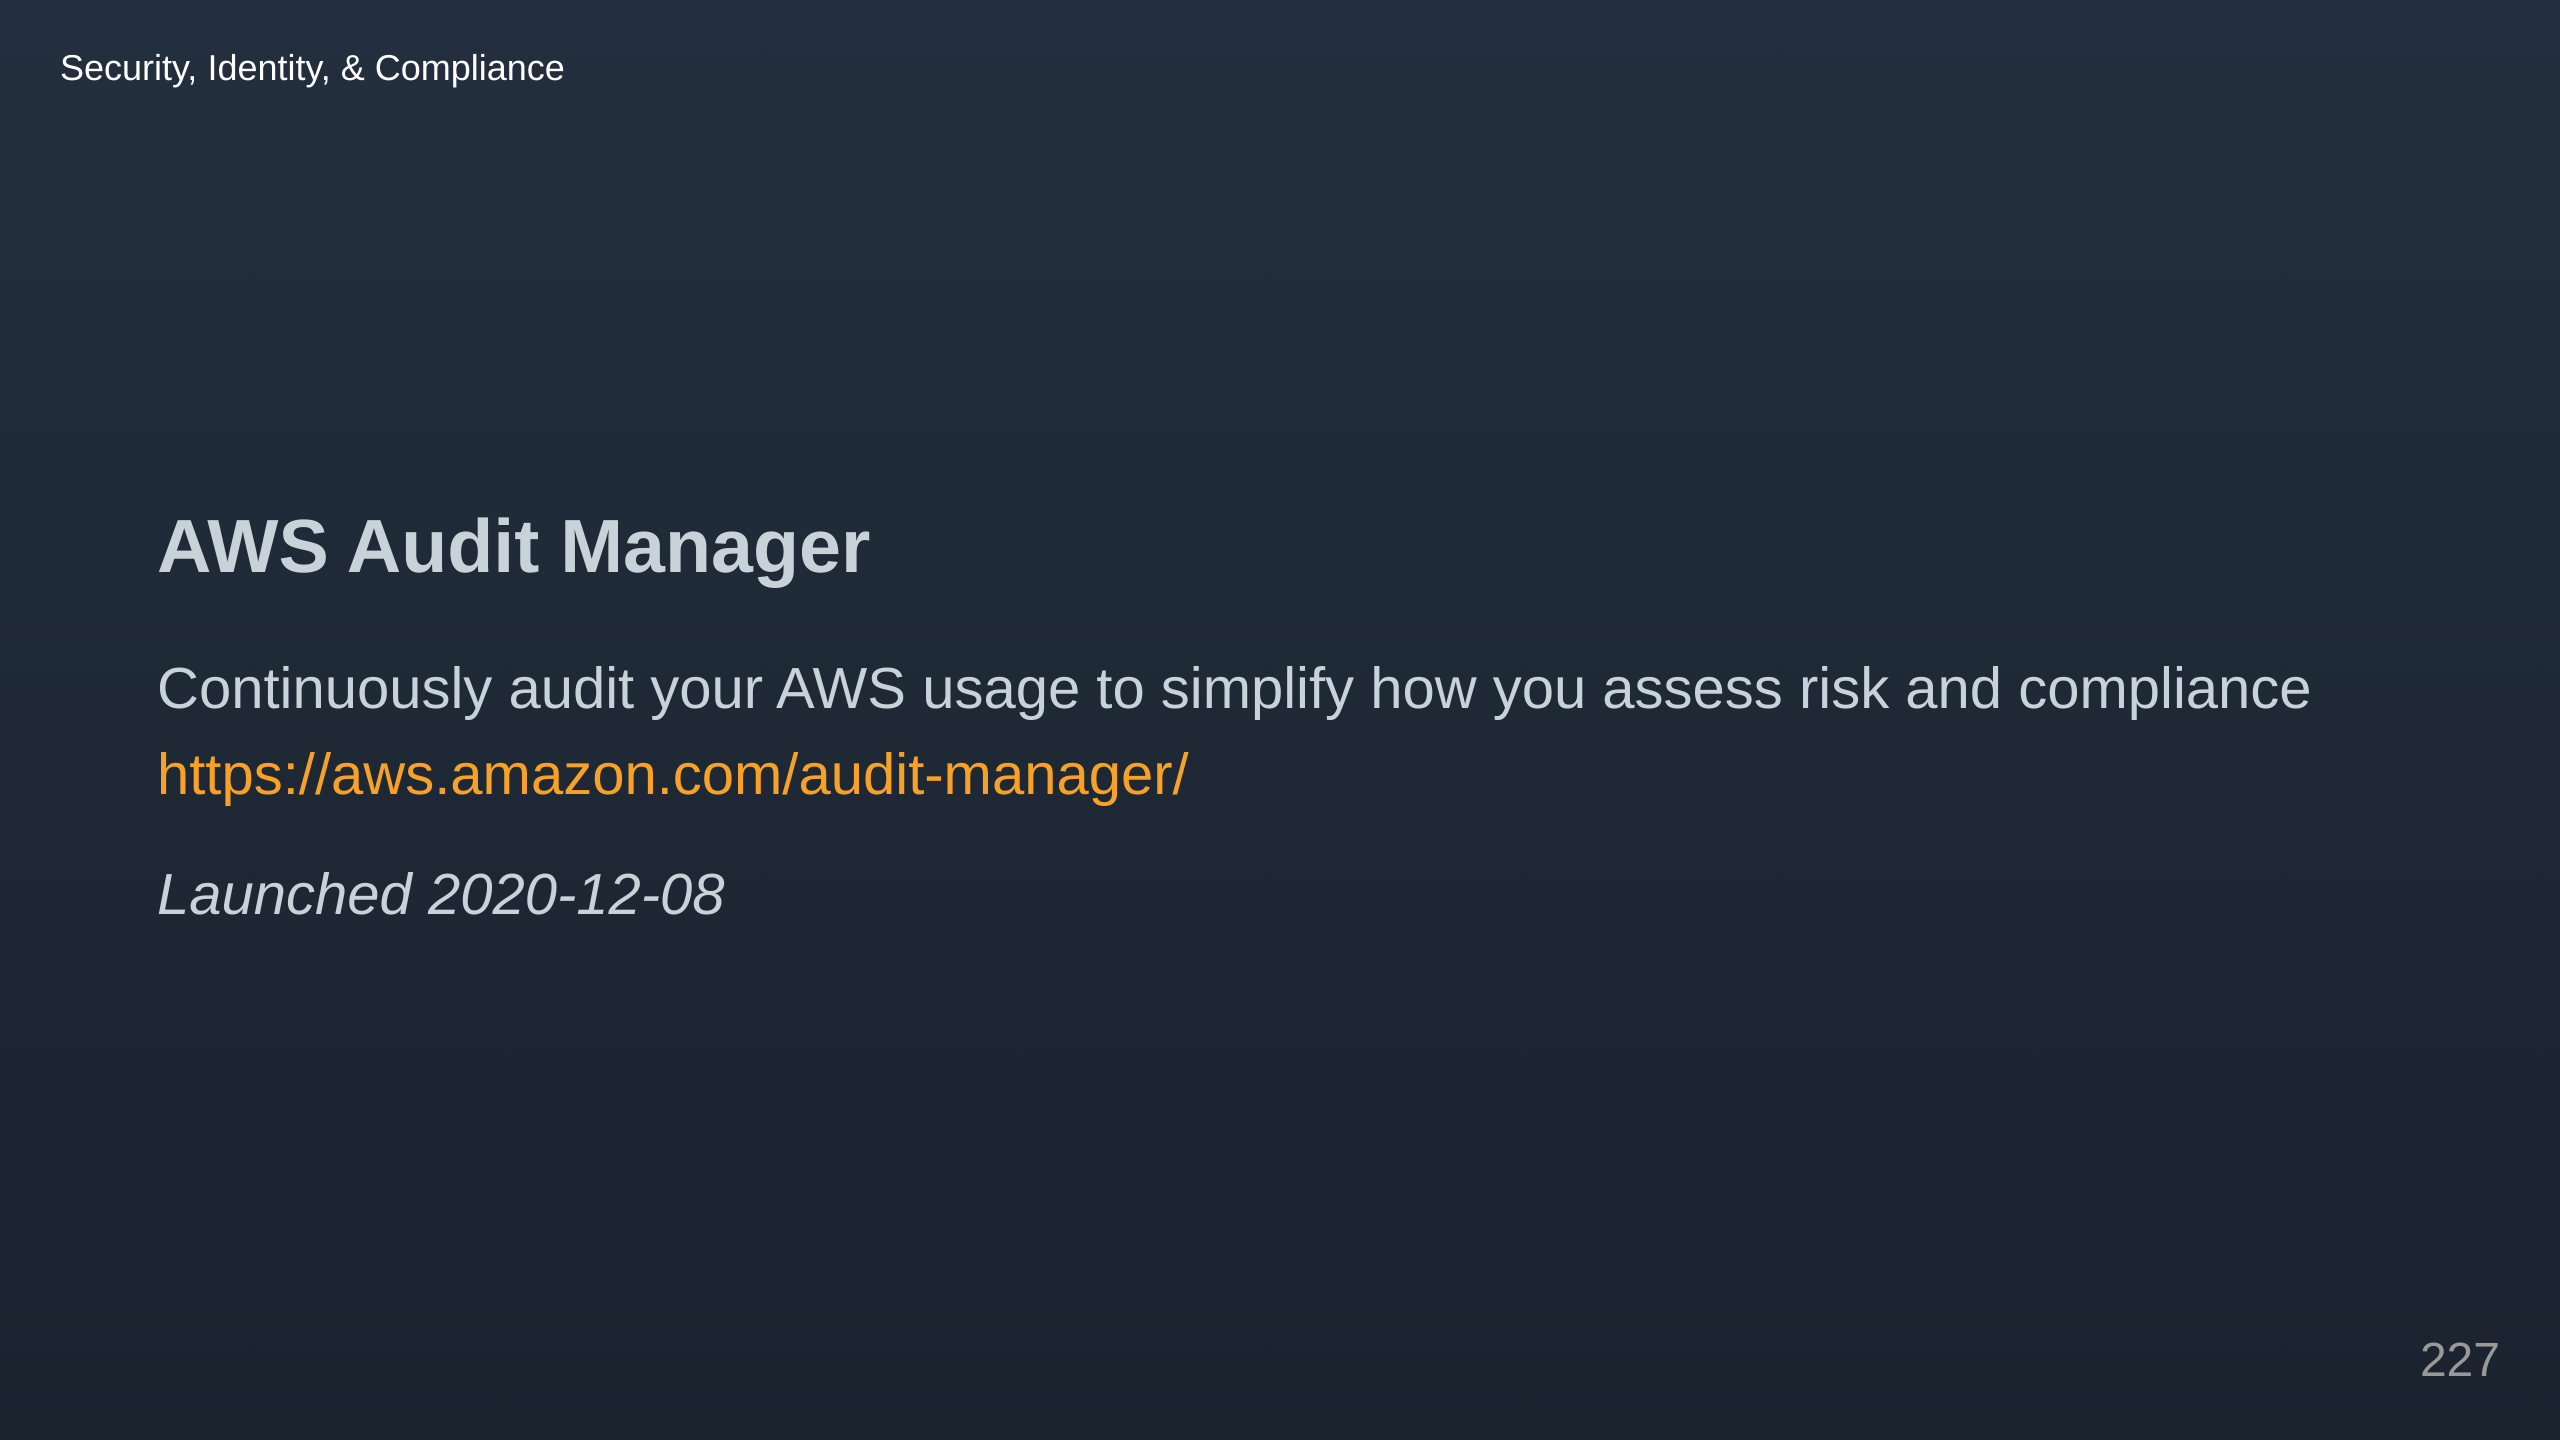 Security, Identity, & Compliance
AWS Audit Manager
Continuously audit your AWS usage to simplify how you assess risk and compliance
https://aws.amazon.com/audit-manager/
Launched 2020-12-08
227